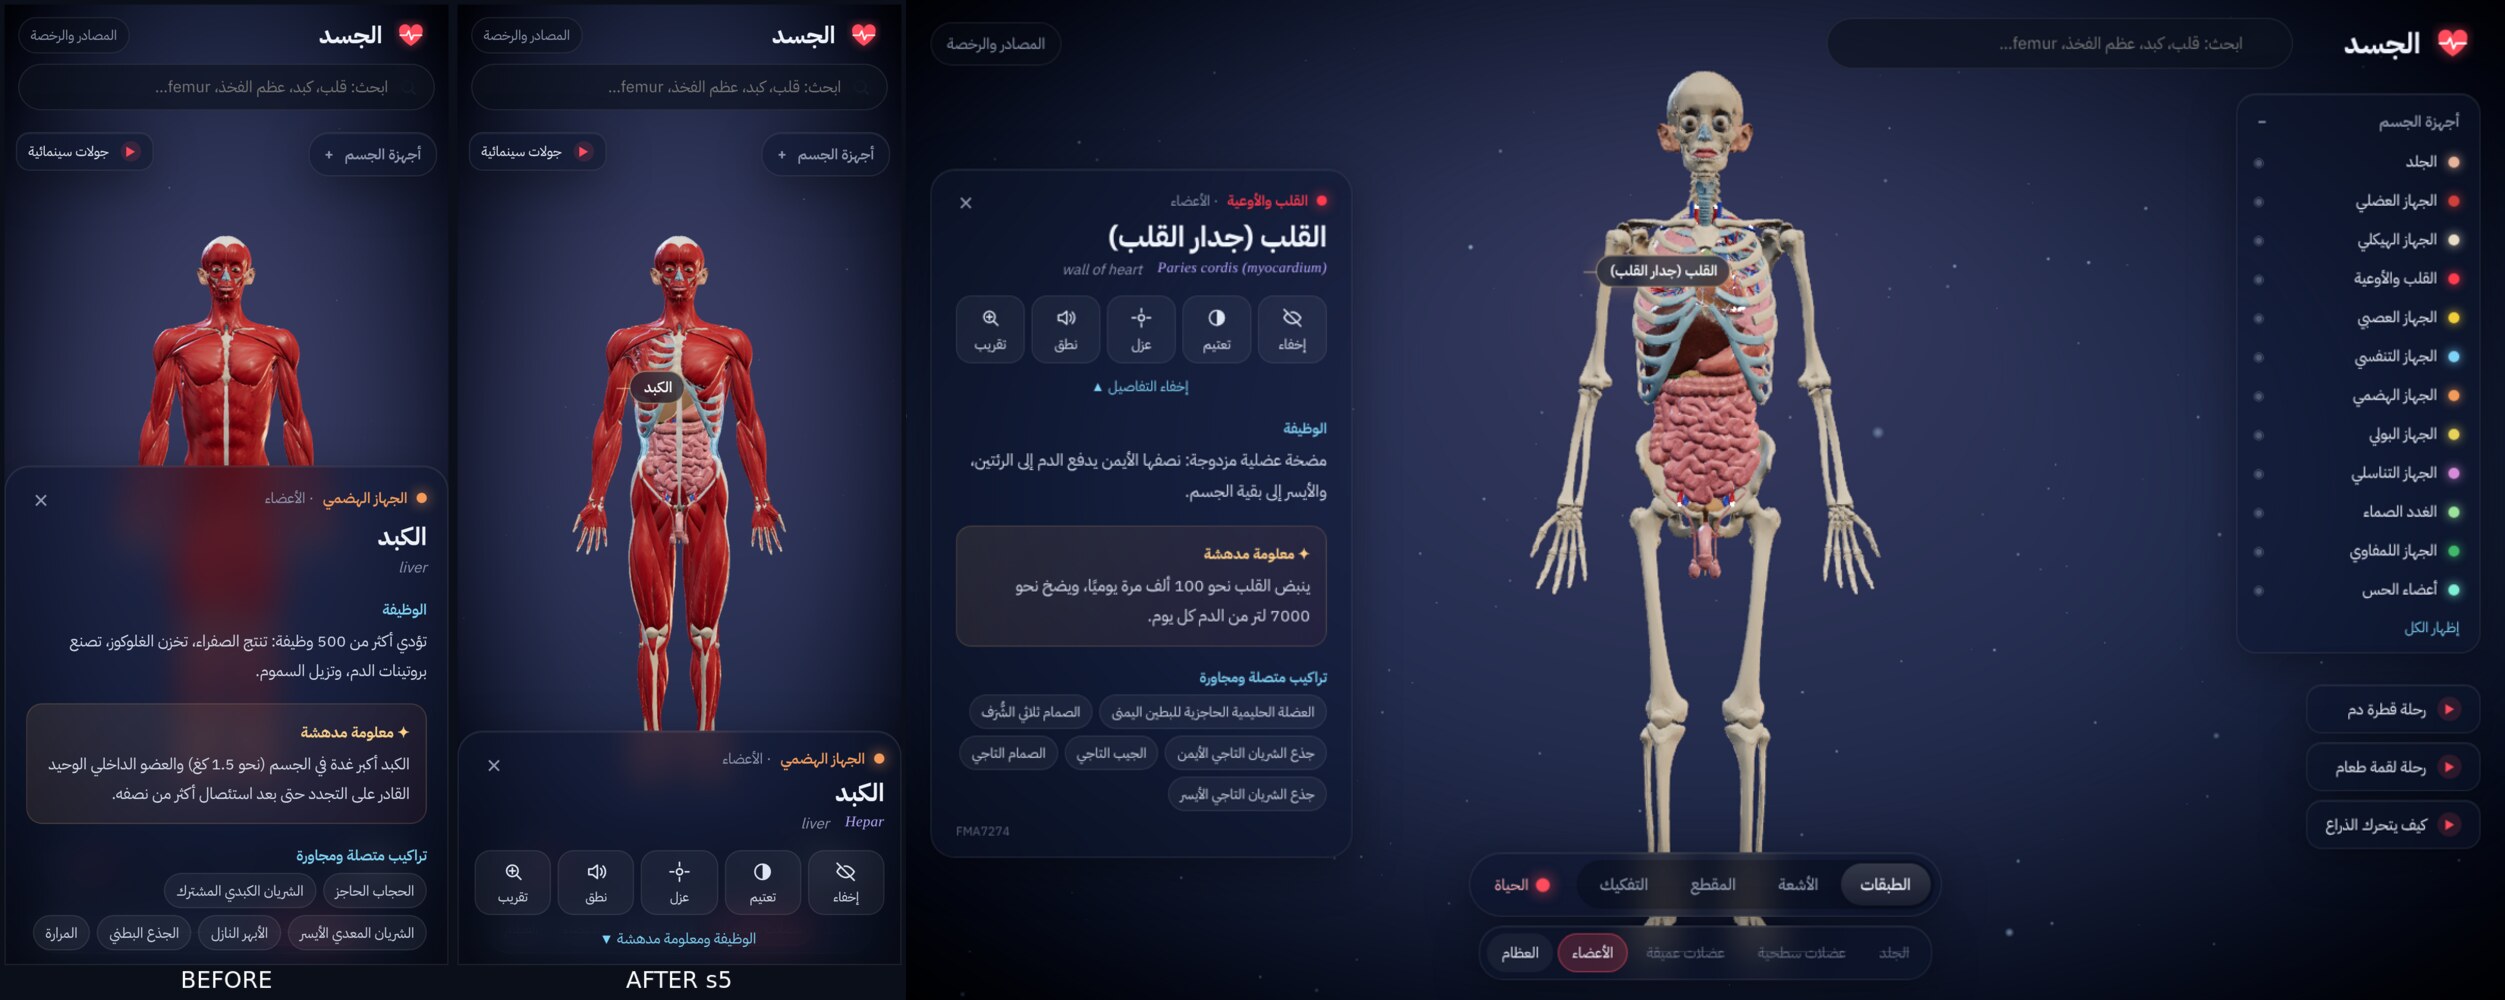 الجسد
المصادر والرخصة
ابحث: قلب، كبد، عظم الفخذ، femur...
أجهزة الجسم +
جولات سينمائية
الجهاز الهضمي · الأعضاء
×
الكبد
liver
الوظيفة
تؤدي أكثر من 500 وظيفة: تنتج الصفراء، تخزن الغلوكوز، تصنع
بروتينات الدم، وتزيل السموم.
✦ معلومة مدهشة
الكبد أكبر غدة في الجسم (نحو 1.5 كغ) والعضو الداخلي الوحيد
القادر على التجدد حتى بعد استئصال أكثر من نصفه.
تراكيب متصلة ومجاورة
الحجاب الحاجز
الشريان الكبدي المشترك
الشريان المعدي الأيسر
الأبهر النازل
الجذع البطني
المرارة
BEFORE
الجسد
المصادر والرخصة
ابحث: قلب، كبد، عظم الفخذ، femur...
أجهزة الجسم +
جولات سينمائية
الكبد
الجهاز الهضمي · الأعضاء
×
الكبد
Hepar liver
إخفاء
تعتيم
عزل
نطق
تقريب
الوظيفة ومعلومة مدهشة ▼
AFTER s5
الجسد
ابحث: قلب، كبد، عظم الفخذ، femur...
المصادر والرخصة
أجهزة الجسم −
الجلد
الجهاز العضلي
الجهاز الهيكلي
القلب والأوعية
الجهاز العصبي
الجهاز التنفسي
الجهاز الهضمي
الجهاز البولي
الجهاز التناسلي
الغدد الصماء
الجهاز اللمفاوي
أعضاء الحس
إظهار الكل
رحلة قطرة دم
رحلة لقمة طعام
كيف يتحرك الذراع
القلب (جدار القلب)
القلب والأوعية · الأعضاء
×
القلب (جدار القلب)
Paries cordis (myocardium) wall of heart
إخفاء
تعتيم
عزل
نطق
تقريب
إخفاء التفاصيل ▲
الوظيفة
مضخة عضلية مزدوجة: نصفها الأيمن يدفع الدم إلى الرئتين،
والأيسر إلى بقية الجسم.
✦ معلومة مدهشة
ينبض القلب نحو 100 ألف مرة يوميًا، ويضخ نحو
7000 لتر من الدم كل يوم.
تراكيب متصلة ومجاورة
العضلة الحليمية الحاجزية للبطين اليمنى
الصمام ثلاثي الشُّرَف
جذع الشريان التاجي الأيمن
الجيب التاجي
الصمام التاجي
جذع الشريان التاجي الأيسر
FMA7274
الطبقات
الأشعة
المقطع
التفكيك
الحياة
الجلد
عضلات سطحية
عضلات عميقة
الأعضاء
العظام